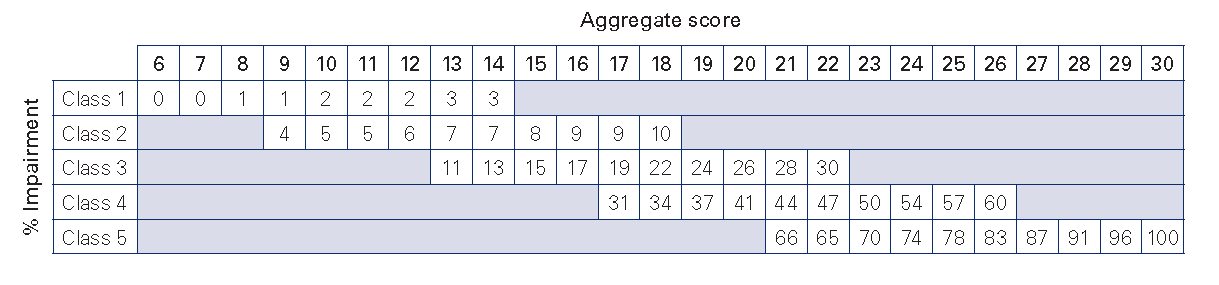 Aggregate score
6 7 8 9 10 11 12 13 14 15 16 17 18 19 20 21 22 23 24 25 26 27 28 29 30
% Impairment
Class 1 0 0 1 1 2 2 2 3 3
Class 2 4 5 5 6 7 7 8 9 9 10
Class 3 11 13 15 17 19 22 24 26 28 30
Class 4 31 34 37 41 44 47 50 54 57 60
Class 5 66 65 70 74 78 83 87 91 96 100